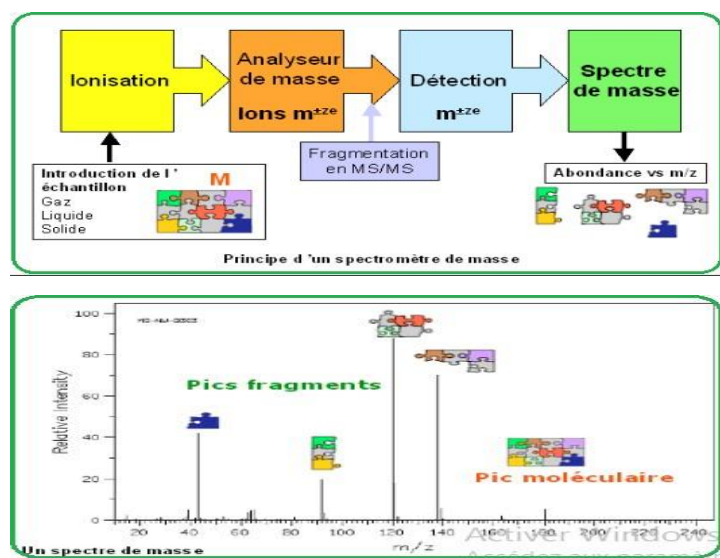 Ionisation
Analyseur
de masse
Ions m±ze
Détection
m±ze
Spectre
de masse
Introduction de l'
échantillon
Gaz
Liquide
Solide
M
Fragmentation
en MS/MS
Abondance vs m/z
Principe d'un spectromètre de masse
100
80
60
40
20
0
Relative Intensity
Pics fragments
Pic moléculaire
20 40 60 80 100 120 140 160 180 200 220 240
m/z
Un spectre de masse
Activer Windows